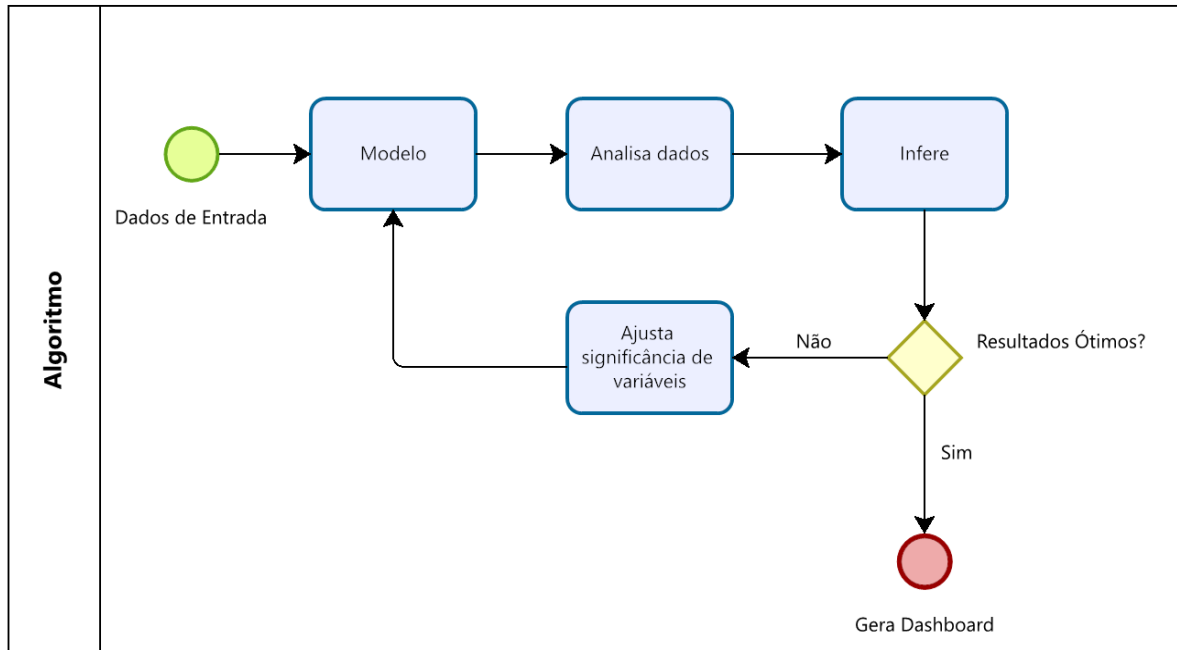 Algoritmo
Dados de Entrada
Modelo
Analisa dados
Infere
Ajusta
significância de
variáveis
Não
Resultados Ótimos?
Sim
Gera Dashboard